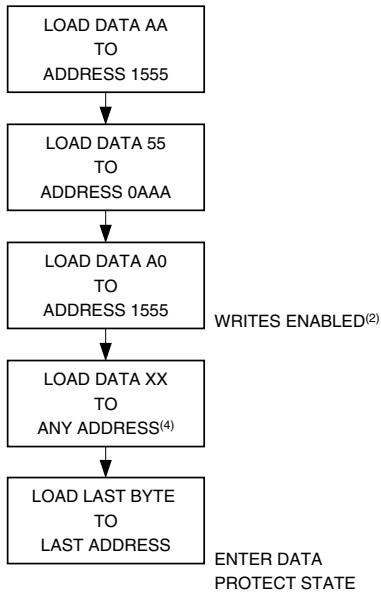 LOAD DATA AA
TO
ADDRESS 1555
LOAD DATA 55
TO
ADDRESS 0AAA
LOAD DATA A0
TO
ADDRESS 1555
WRITES ENABLED(2)
LOAD DATA XX
TO
ANY ADDRESS(4)
LOAD LAST BYTE
TO
LAST ADDRESS
ENTER DATA
PROTECT STATE